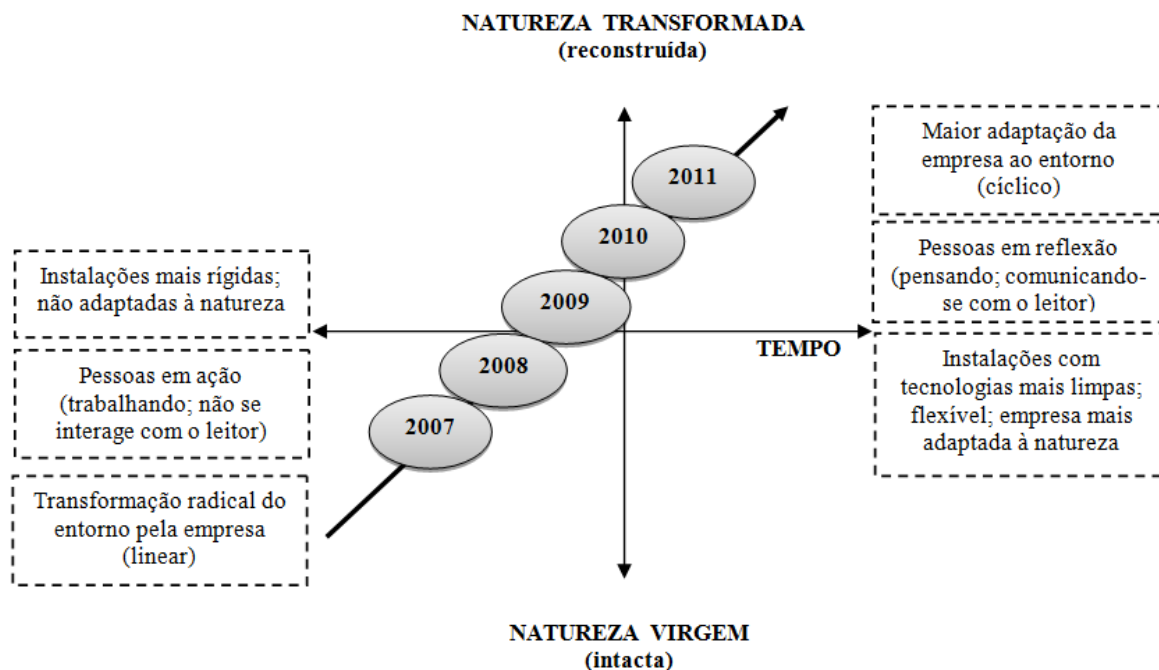 NATUREZA TRANSFORMADA
(reconstruída)
Instalações mais rígidas;
não adaptadas à natureza
Pessoas em ação
(trabalhando; não se
interage com o leitor)
Transformação radical do
entorno pela empresa
(linear)
2011
2010
2009
2008
2007
TEMPO
Maior adaptação da
empresa ao entorno
(cíclico)
Pessoas em reflexão
(pensando; comunicando-
se com o leitor)
Instalações com
tecnologias mais limpas;
flexível; empresa mais
adaptada à natureza
NATUREZA VIRGEM
(intacta)